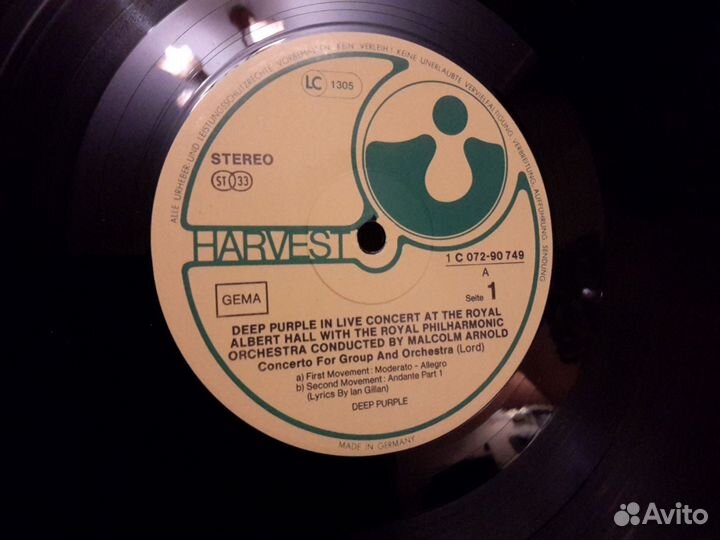 ALLE URHEBER- UND LEISTUNGSSCHUTZRECHTE VORBEHALTEN KEIN VERLEIH! KEINE UNERLAUBTE VERVIELFÄLTIGUNG, VERBREITUNG, AUFFÜHRUNG, SENDUNG
LC 1305
STEREO
ST 33
HARVEST
1 C 072-90 749
A
Seite 1
GEMA
DEEP PURPLE IN LIVE CONCERT AT THE ROYAL
ALBERT HALL WITH THE ROYAL PHILHARMONIC
ORCHESTRA CONDUCTED BY MALCOLM ARNOLD
Concerto For Group And Orchestra (Lord)
a) First Movement: Moderato - Allegro
b) Second Movement: Andante Part 1
(Lyrics By Ian Gillan)
DEEP PURPLE
MADE IN GERMANY
Avito